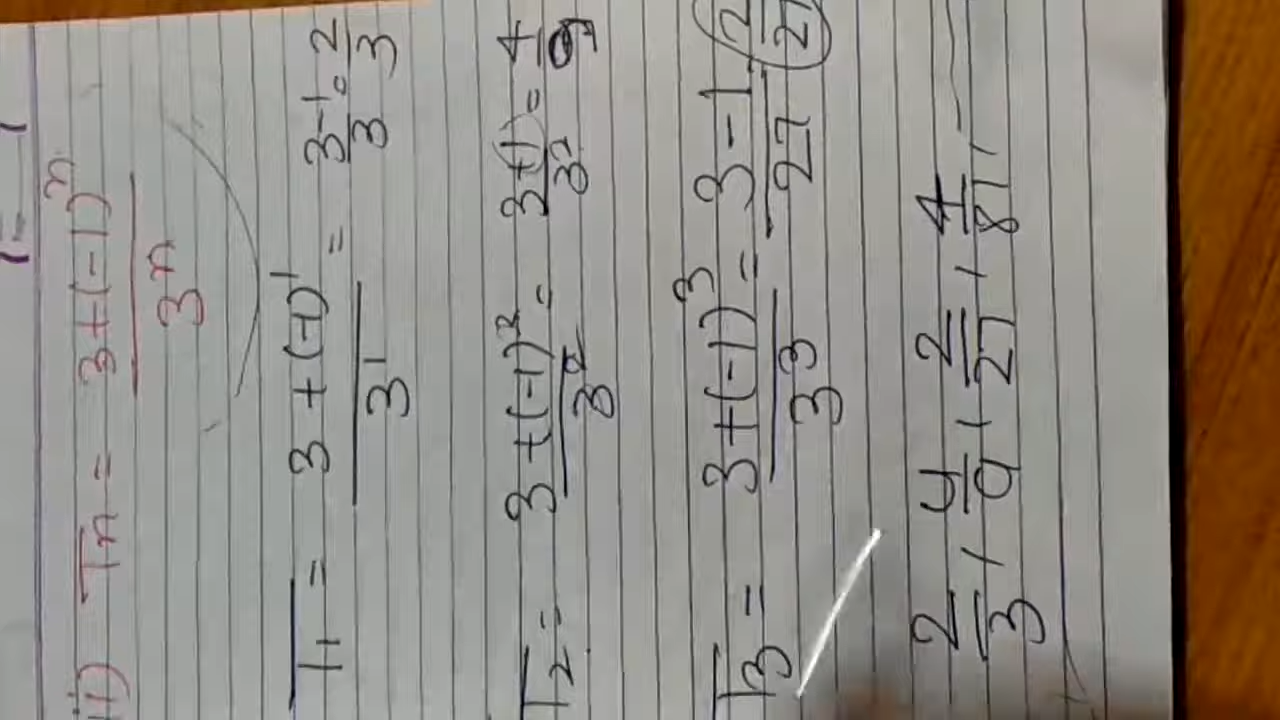 ii) Tn = 3+(-1)^n / 3^n
T1 = 3+(-1)^1 / 3^1 = 3-1 / 3 = 2/3
T2 = 3+(-1)^2 / 3^2 = 3+1 / 3^2 = 4/9
T3 = 3+(-1)^3 / 3^3 = 3-1 / 27 = 2/27
2/3, 4/9, 2/27, 4/81,